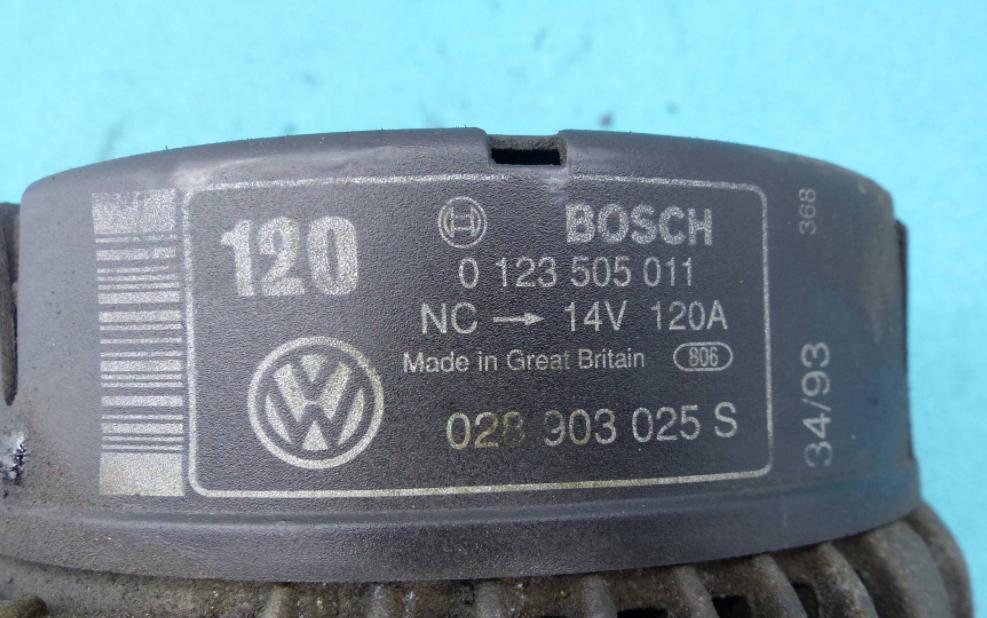 120
BOSCH
0 123 505 011
NC → 14V 120A
Made in Great Britain 806
028 903 025 S
368
34/93